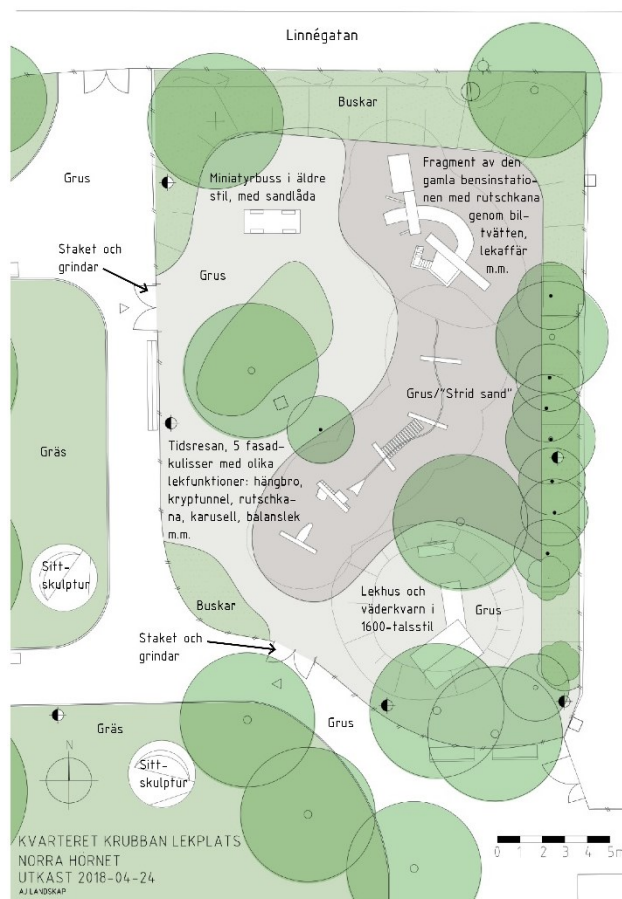 Linnégatan
Buskar
Grus
Miniatyrbuss i äldre
stil, med sandlåda
Fragment av den
gamla bensinstatio-
nen med rutschkana
genom bil-
tvätten,
lekaffär
m.m.
Staket och
grindar
Grus
Grus/"Strid sand"
Gräs
Tidsresan, 5 fasad-
kulisser med olika
lekfunktioner: hängbro,
kryptunnel, rutschka-
na, karusell, balanslek
m.m.
Sitt-
skulptur
Buskar
Lekhus och
väderkvarn i
1600-talsstil
Grus
Staket och
grindar
Grus
Gräs
N
Sitt-
skulptur
KVARTERET KRUBBAN LEKPLATS
NORRA HÖRNET
UTKAST 2018-04-24
AJ LANDSKAP
0 1 2 3 4 5m